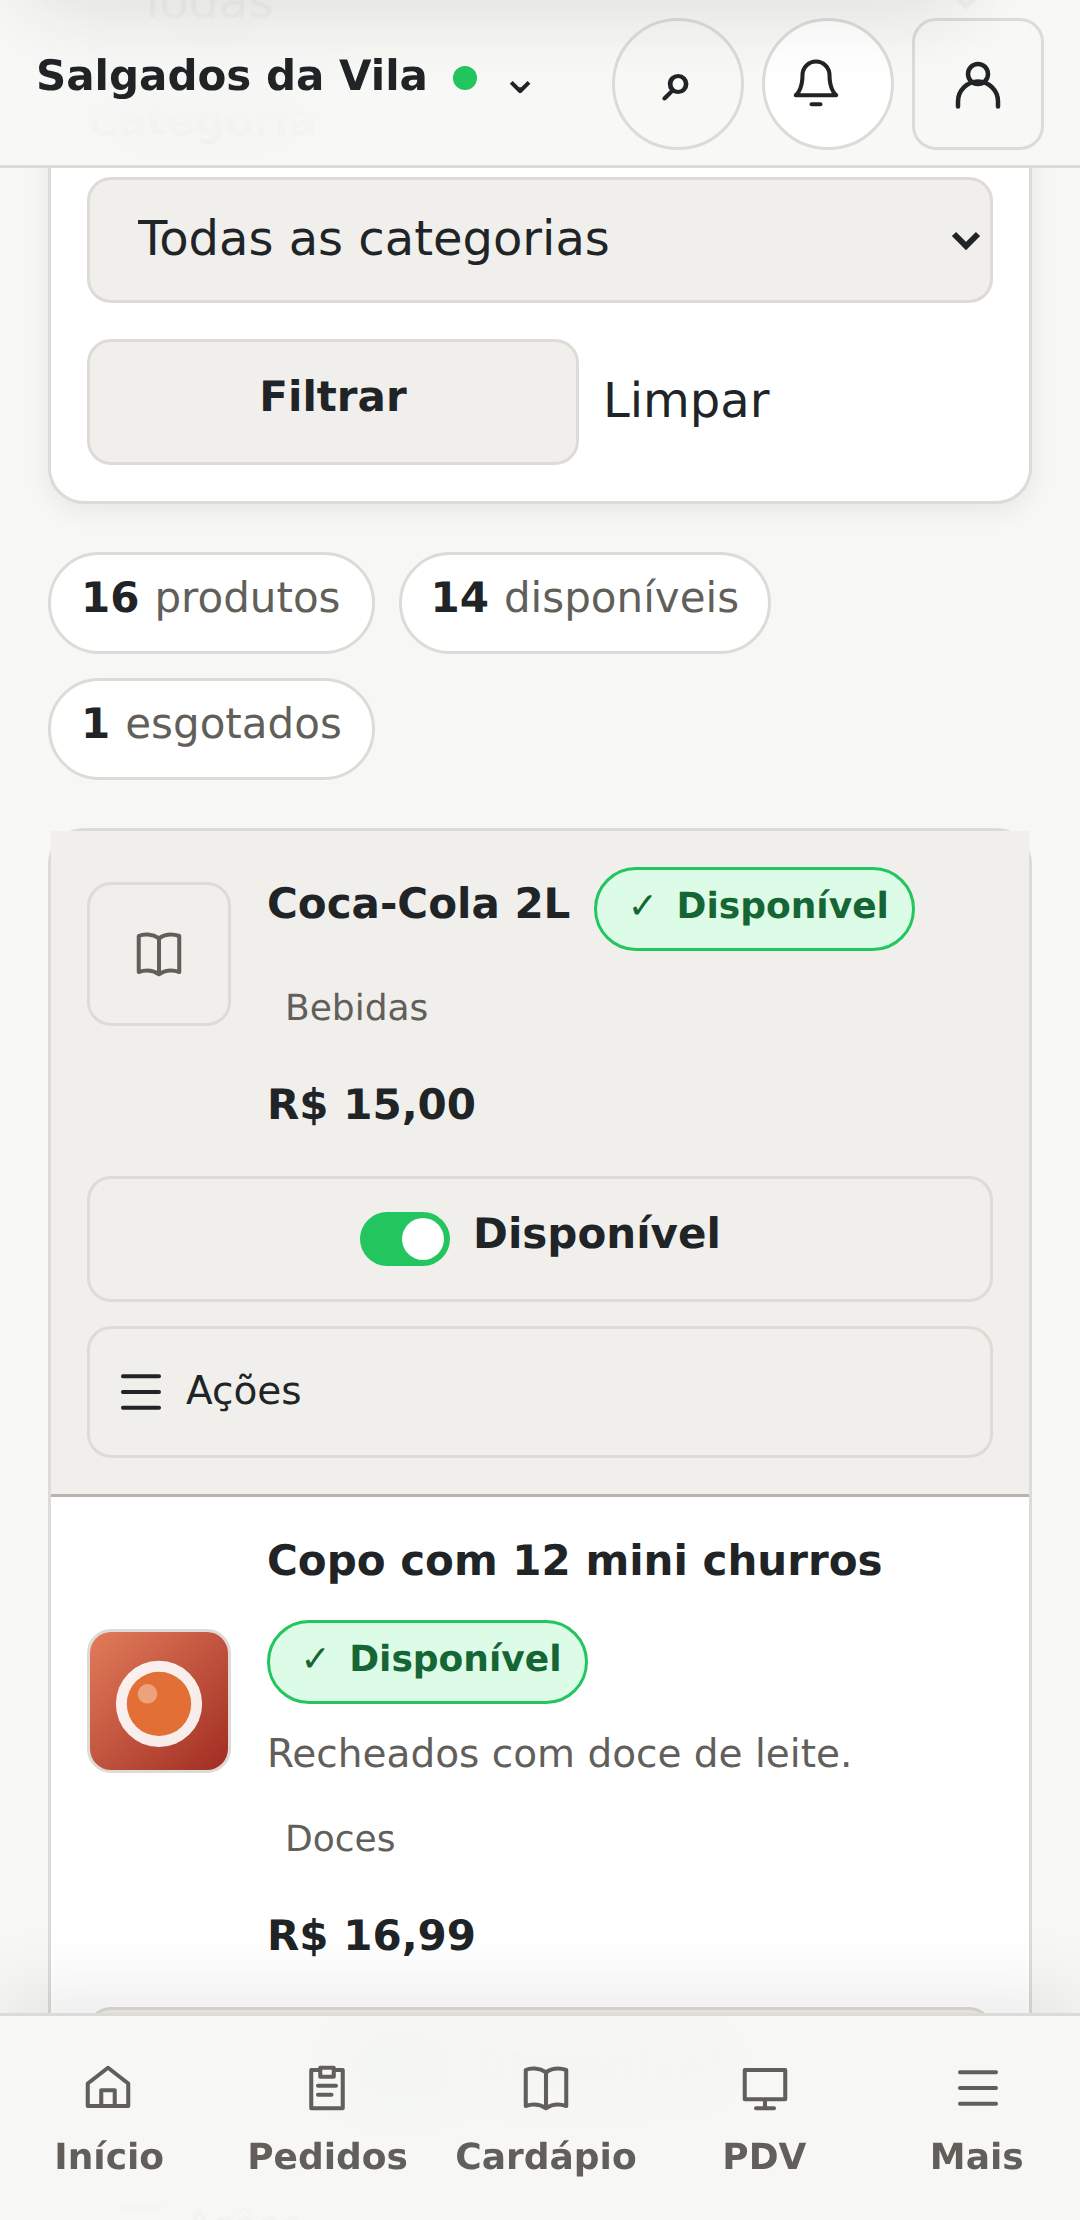 Todas
Salgados da Vila
Categoria
Todas as categorias
Filtrar
Limpar
16 produtos
14 disponíveis
1 esgotados
Coca-Cola 2L
✓ Disponível
Bebidas
R$ 15,00
Disponível
Ações
Copo com 12 mini churros
✓ Disponível
Recheados com doce de leite.
Doces
R$ 16,99
Início
Pedidos
Cardápio
PDV
Mais